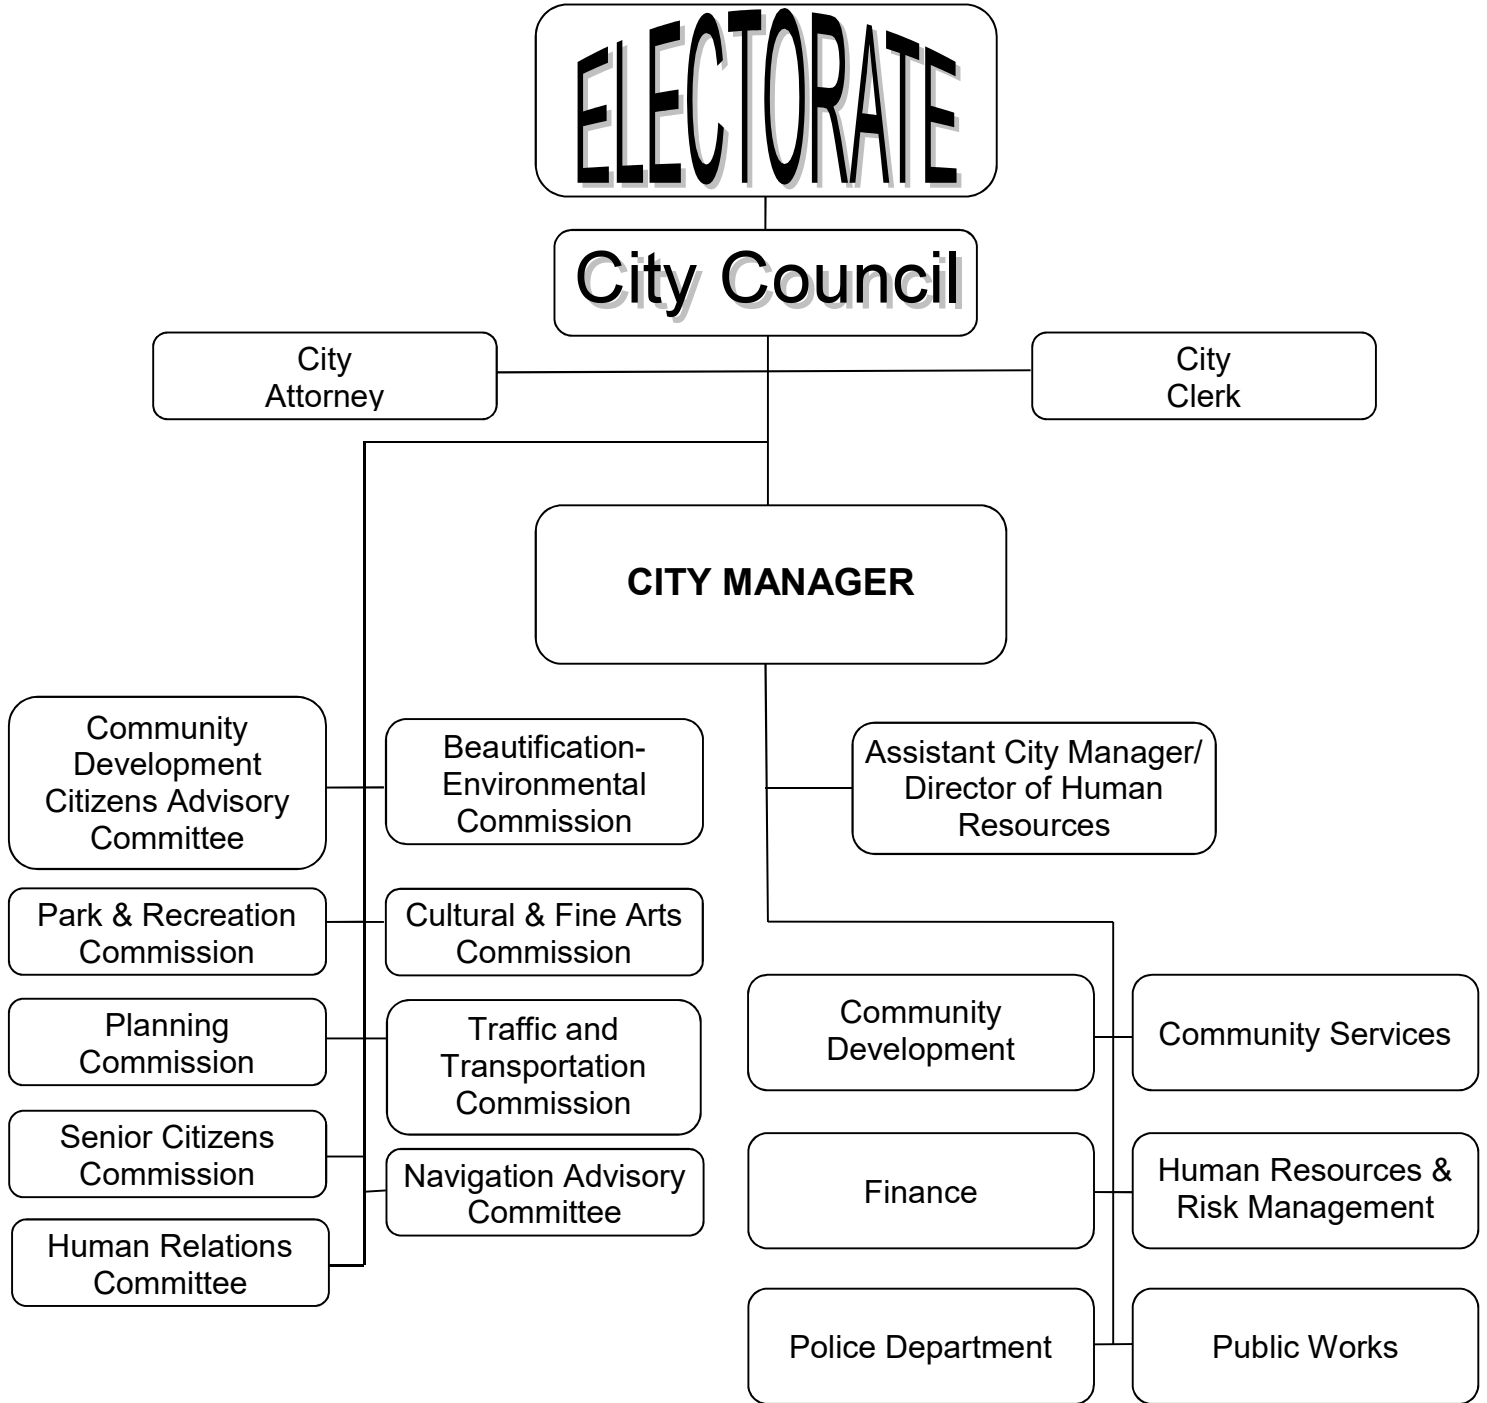 ELECTORATE
City Council
City
Attorney
City
Clerk
CITY MANAGER
Community
Development
Citizens Advisory
Committee
Beautification-
Environmental
Commission
Assistant City Manager/
Director of Human
Resources
Park & Recreation
Commission
Cultural & Fine Arts
Commission
Planning
Commission
Traffic and
Transportation
Commission
Senior Citizens
Commission
Navigation Advisory
Committee
Human Relations
Committee
Community
Development
Community Services
Finance
Human Resources &
Risk Management
Police Department
Public Works